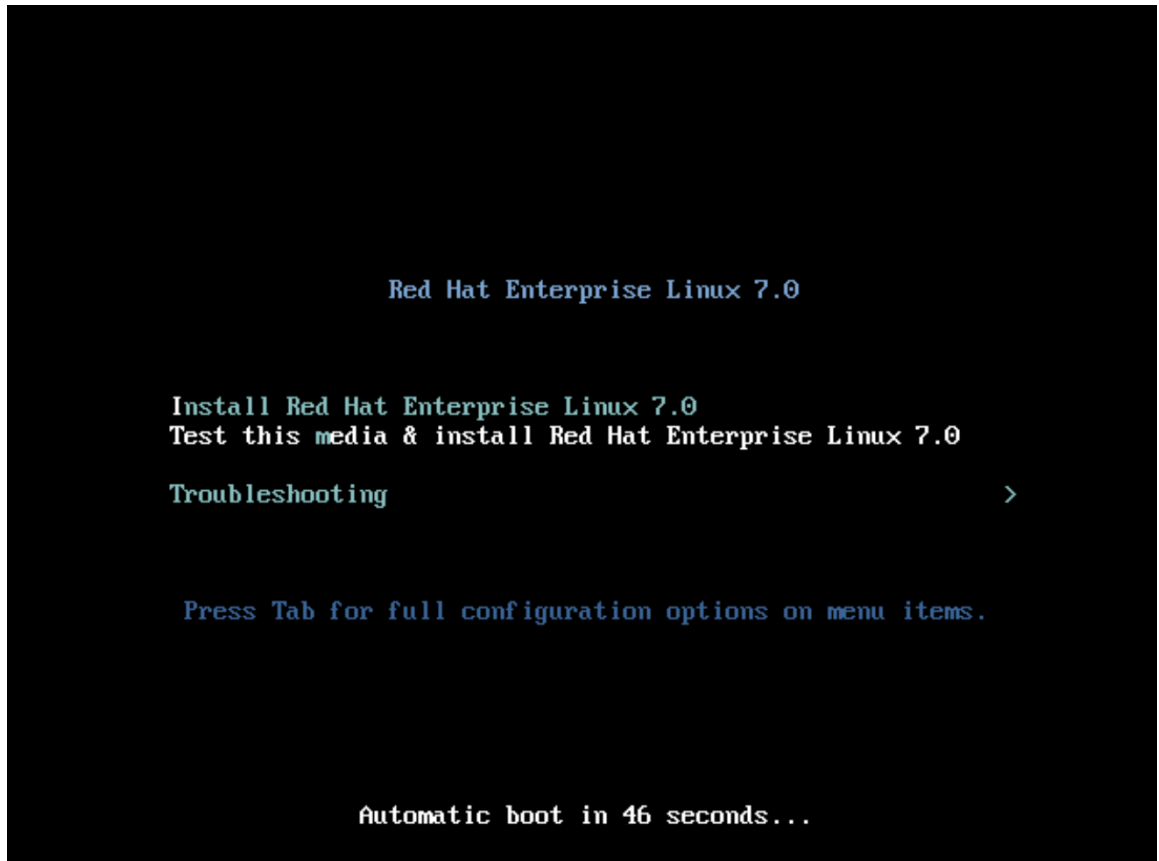 Red Hat Enterprise Linux 7.0
Install Red Hat Enterprise Linux 7.0
Test this media & install Red Hat Enterprise Linux 7.0
Troubleshooting >
Press Tab for full configuration options on menu items.
Automatic boot in 46 seconds...